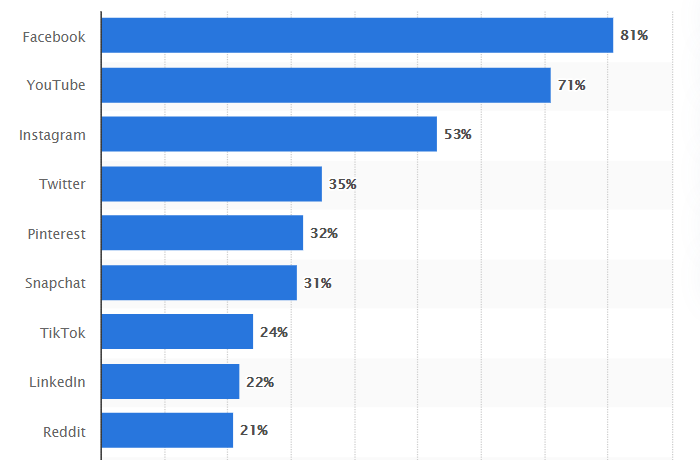 Facebook 81%
YouTube 71%
Instagram 53%
Twitter 35%
Pinterest 32%
Snapchat 31%
TikTok 24%
LinkedIn 22%
Reddit 21%